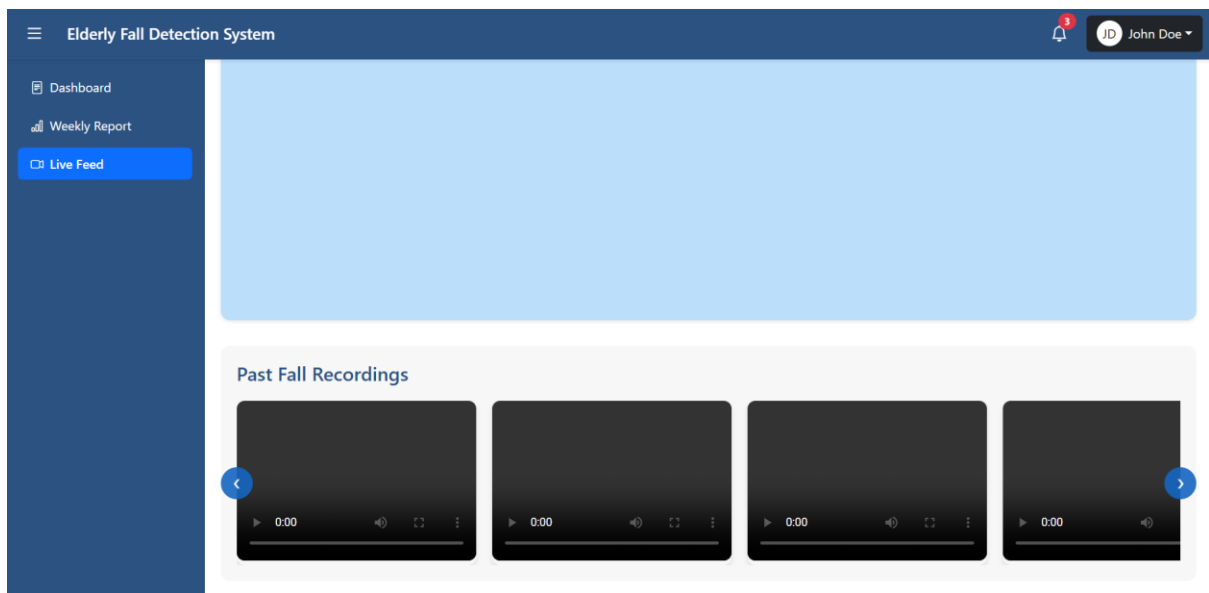 Elderly Fall Detection System
3
JD John Doe
Dashboard
Weekly Report
Live Feed
Past Fall Recordings
0:00
0:00
0:00
0:00